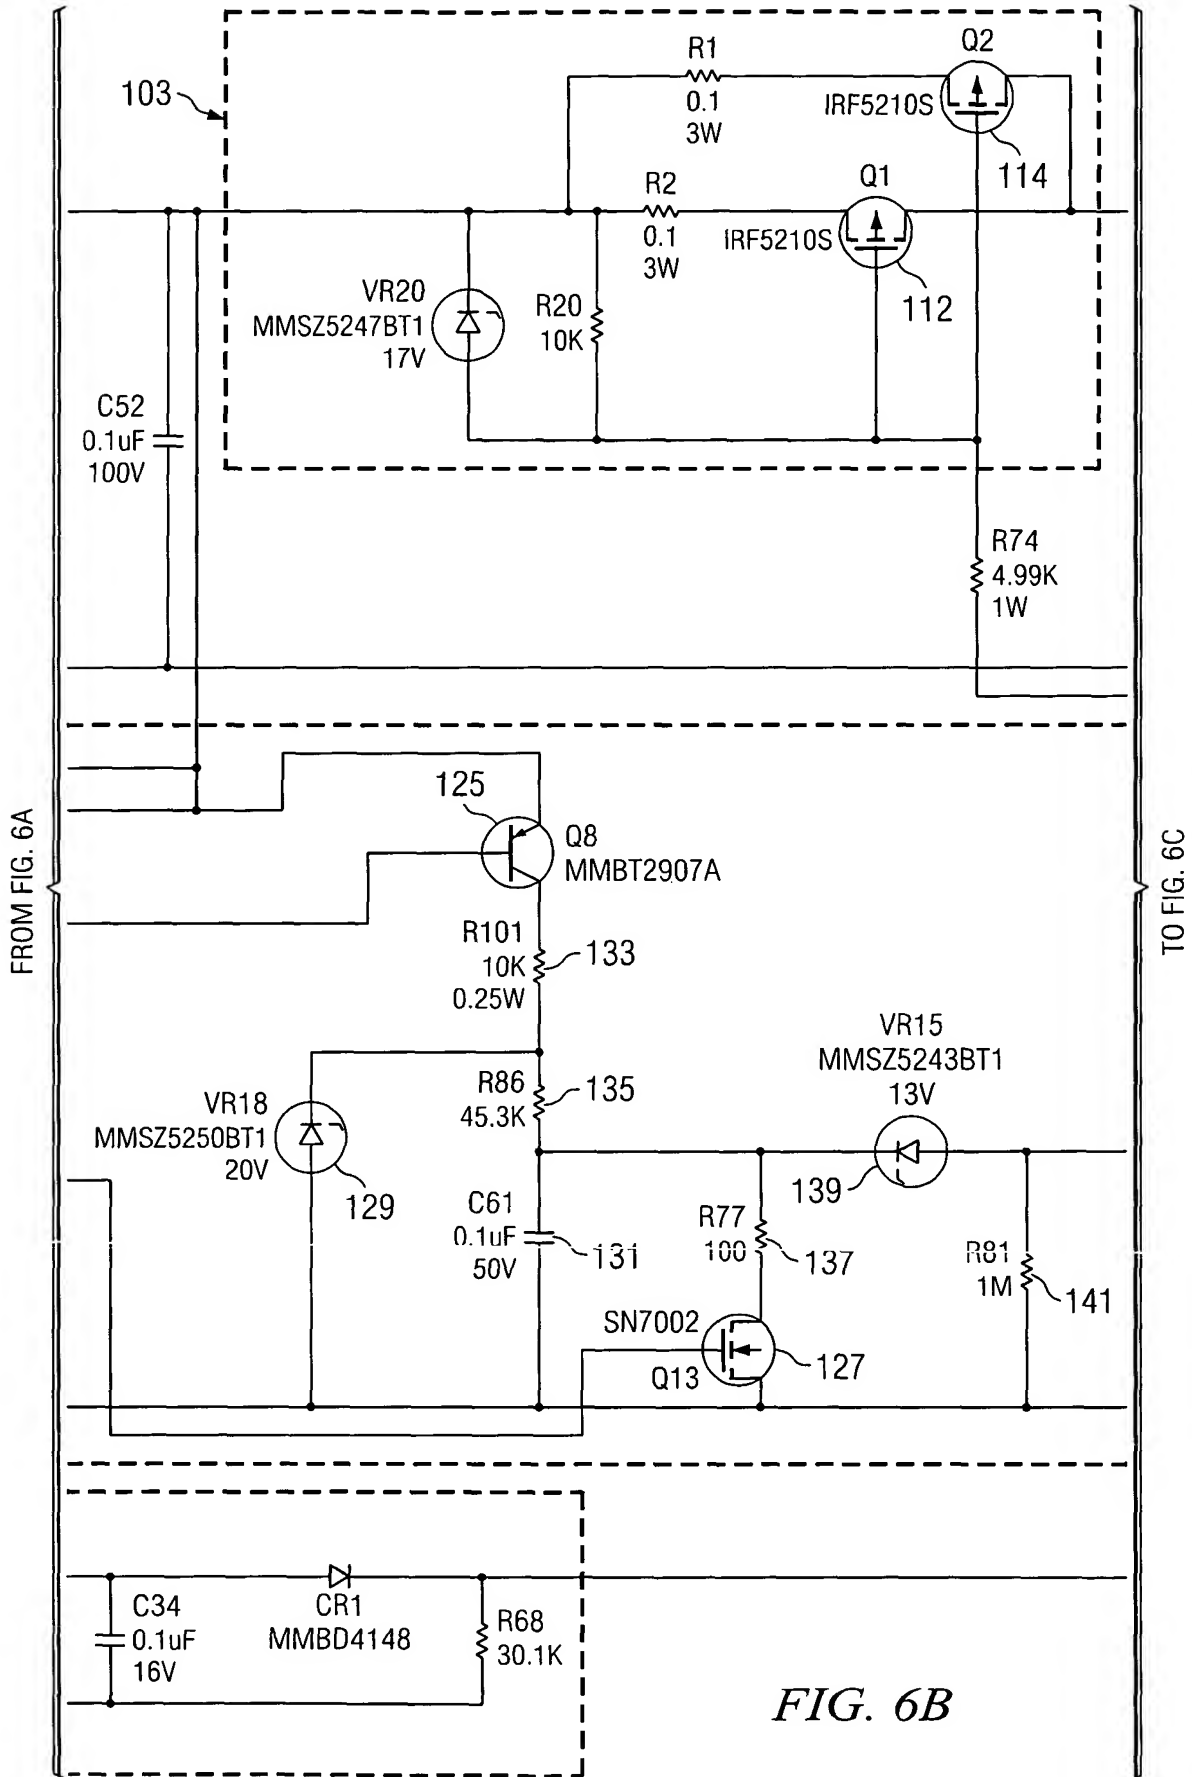 103
R1
0.1
3W
Q2
IRF5210S
114
R2
0.1
3W
Q1
IRF5210S
112
VR20
MMSZ5247BT1
17V
R20
10K
C52
0.1uF
100V
R74
4.99K
1W
FROM FIG. 6A
TO FIG. 6C
125
Q8
MMBT2907A
R101
10K
0.25W
133
VR18
MMSZ5250BT1
20V
129
R86
45.3K
135
VR15
MMSZ5243BT1
13V
139
C61
0.1uF
50V
131
R77
100
137
R81
1M
141
SN7002
Q13
127
C34
0.1uF
16V
CR1
MMBD4148
R68
30.1K
FIG. 6B